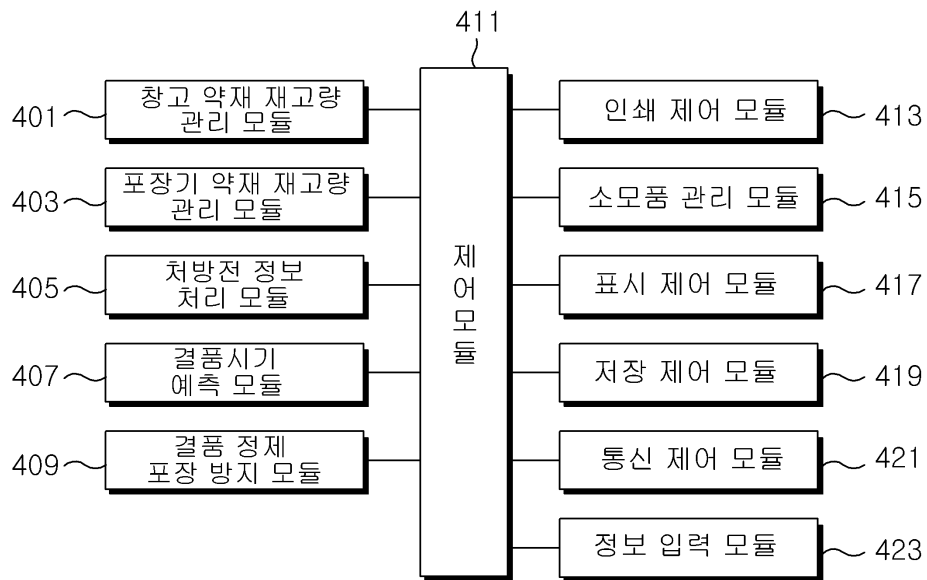 411
401
창고 약재 재고량
관리 모듈
403
포장기 약재 재고량
관리 모듈
405
처방전 정보
처리 모듈
407
결품시기
예측 모듈
409
결품 정제
포장 방지 모듈
제
어
모
듈
인쇄 제어 모듈
413
소모품 관리 모듈
415
표시 제어 모듈
417
저장 제어 모듈
419
통신 제어 모듈
421
정보 입력 모듈
423